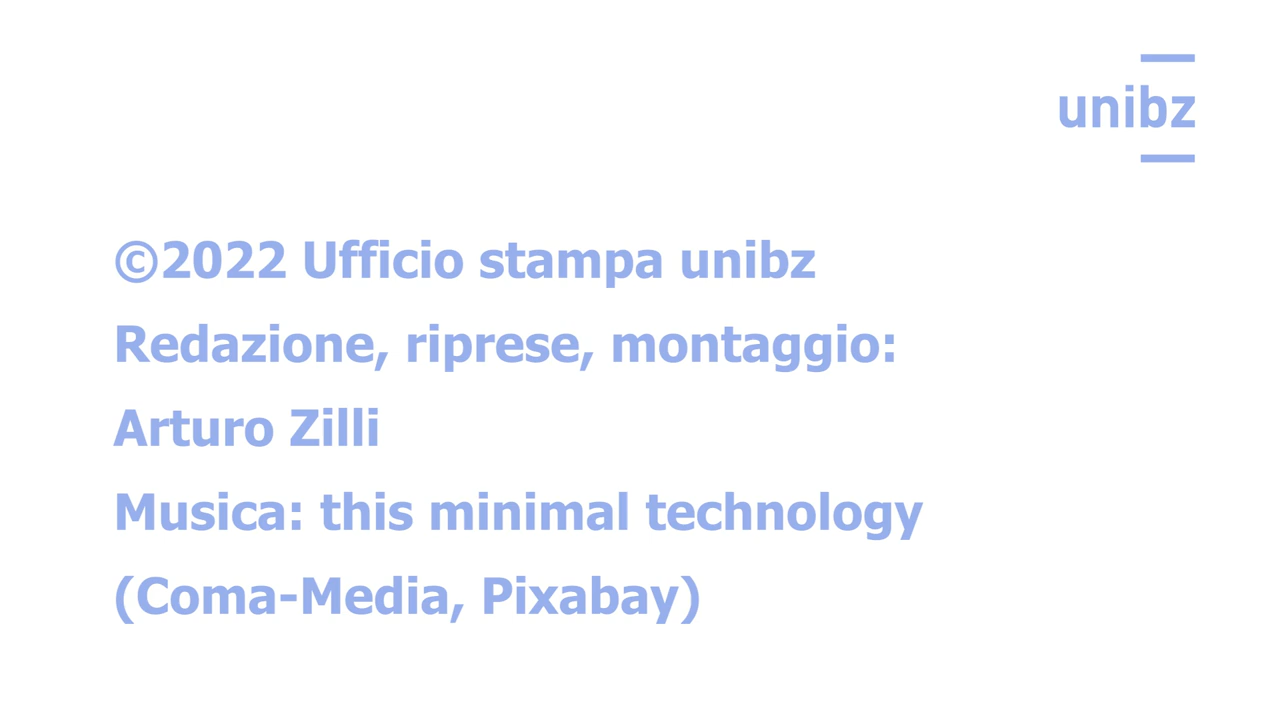 unibz
©2022 Ufficio stampa unibz
Redazione, riprese, montaggio:
Arturo Zilli
Musica: this minimal technology
(Coma-Media, Pixabay)